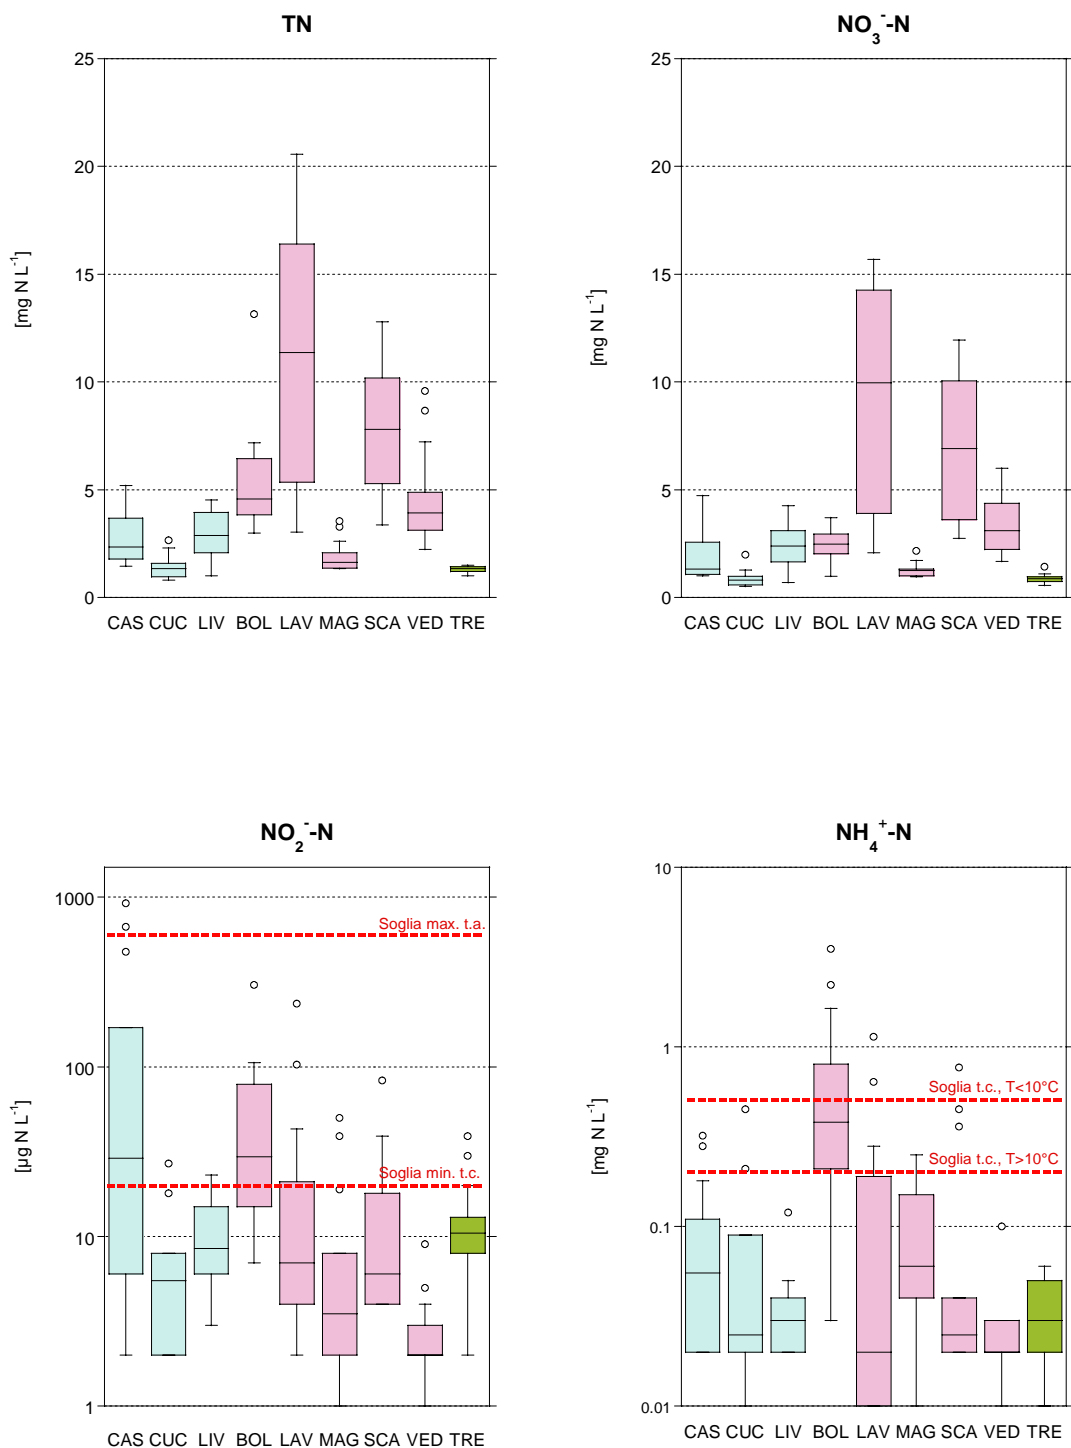 TN
25
20
15
10
5
0
[mg N L-1]
CAS CUC LIV BOL LAV MAG SCA VED TRE
NO3--N
25
20
15
10
5
0
[mg N L-1]
CAS CUC LIV BOL LAV MAG SCA VED TRE
NO2--N
1000
100
10
1
[µg N L-1]
Soglia max. t.a.
Soglia min. t.c.
CAS CUC LIV BOL LAV MAG SCA VED TRE
NH4+-N
10
1
0.1
0.01
[mg N L-1]
Soglia t.c., T<10°C
Soglia t.c., T>10°C
CAS CUC LIV BOL LAV MAG SCA VED TRE